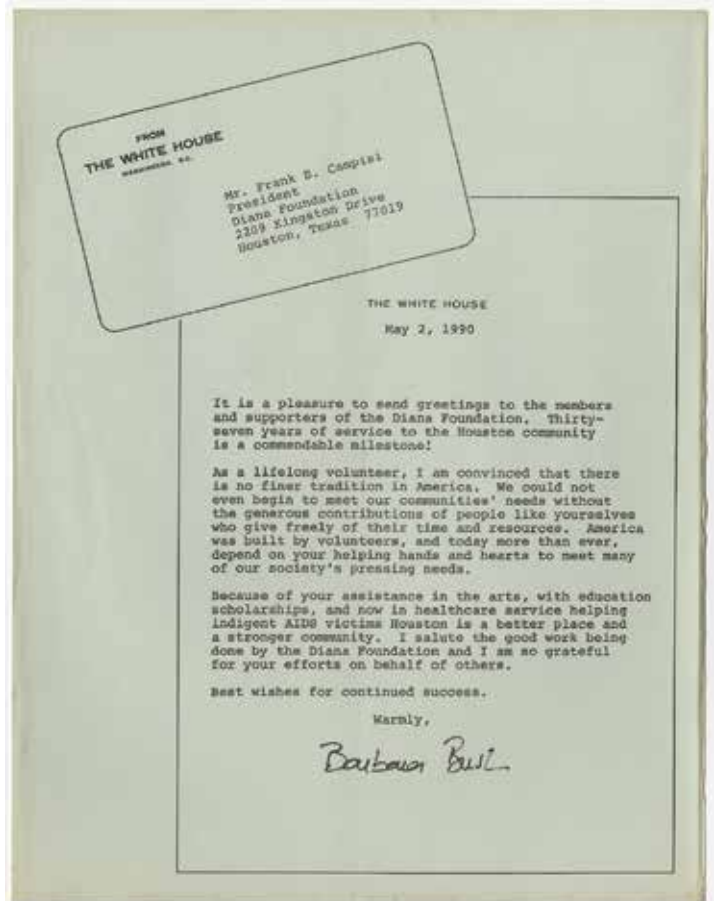 FROM
THE WHITE HOUSE
WASHINGTON, D.C.
Mr. Frank B. Campisi
President
Diana Foundation
2209 Kingston Drive
Houston, Texas 77019
THE WHITE HOUSE
May 2, 1990
It is a pleasure to send greetings to the members
and supporters of the Diana Foundation. Thirty-
seven years of service to the Houston community
is a commendable milestone!
As a lifelong volunteer, I am convinced that there
is no finer tradition in America. We could not
even begin to meet our communities' needs without
the generous contributions of people like yourselves
who give freely of their time and resources. America
was built by volunteers, and today more than ever,
depend on your helping hands and hearts to meet many
of our society's pressing needs.
Because of your assistance in the arts, with education
scholarships, and now in healthcare service helping
indigent AIDS victims Houston is a better place and
a stronger community. I salute the good work being
done by the Diana Foundation and I am so grateful
for your efforts on behalf of others.
Best wishes for continued success.
Warmly,
Barbara Bush